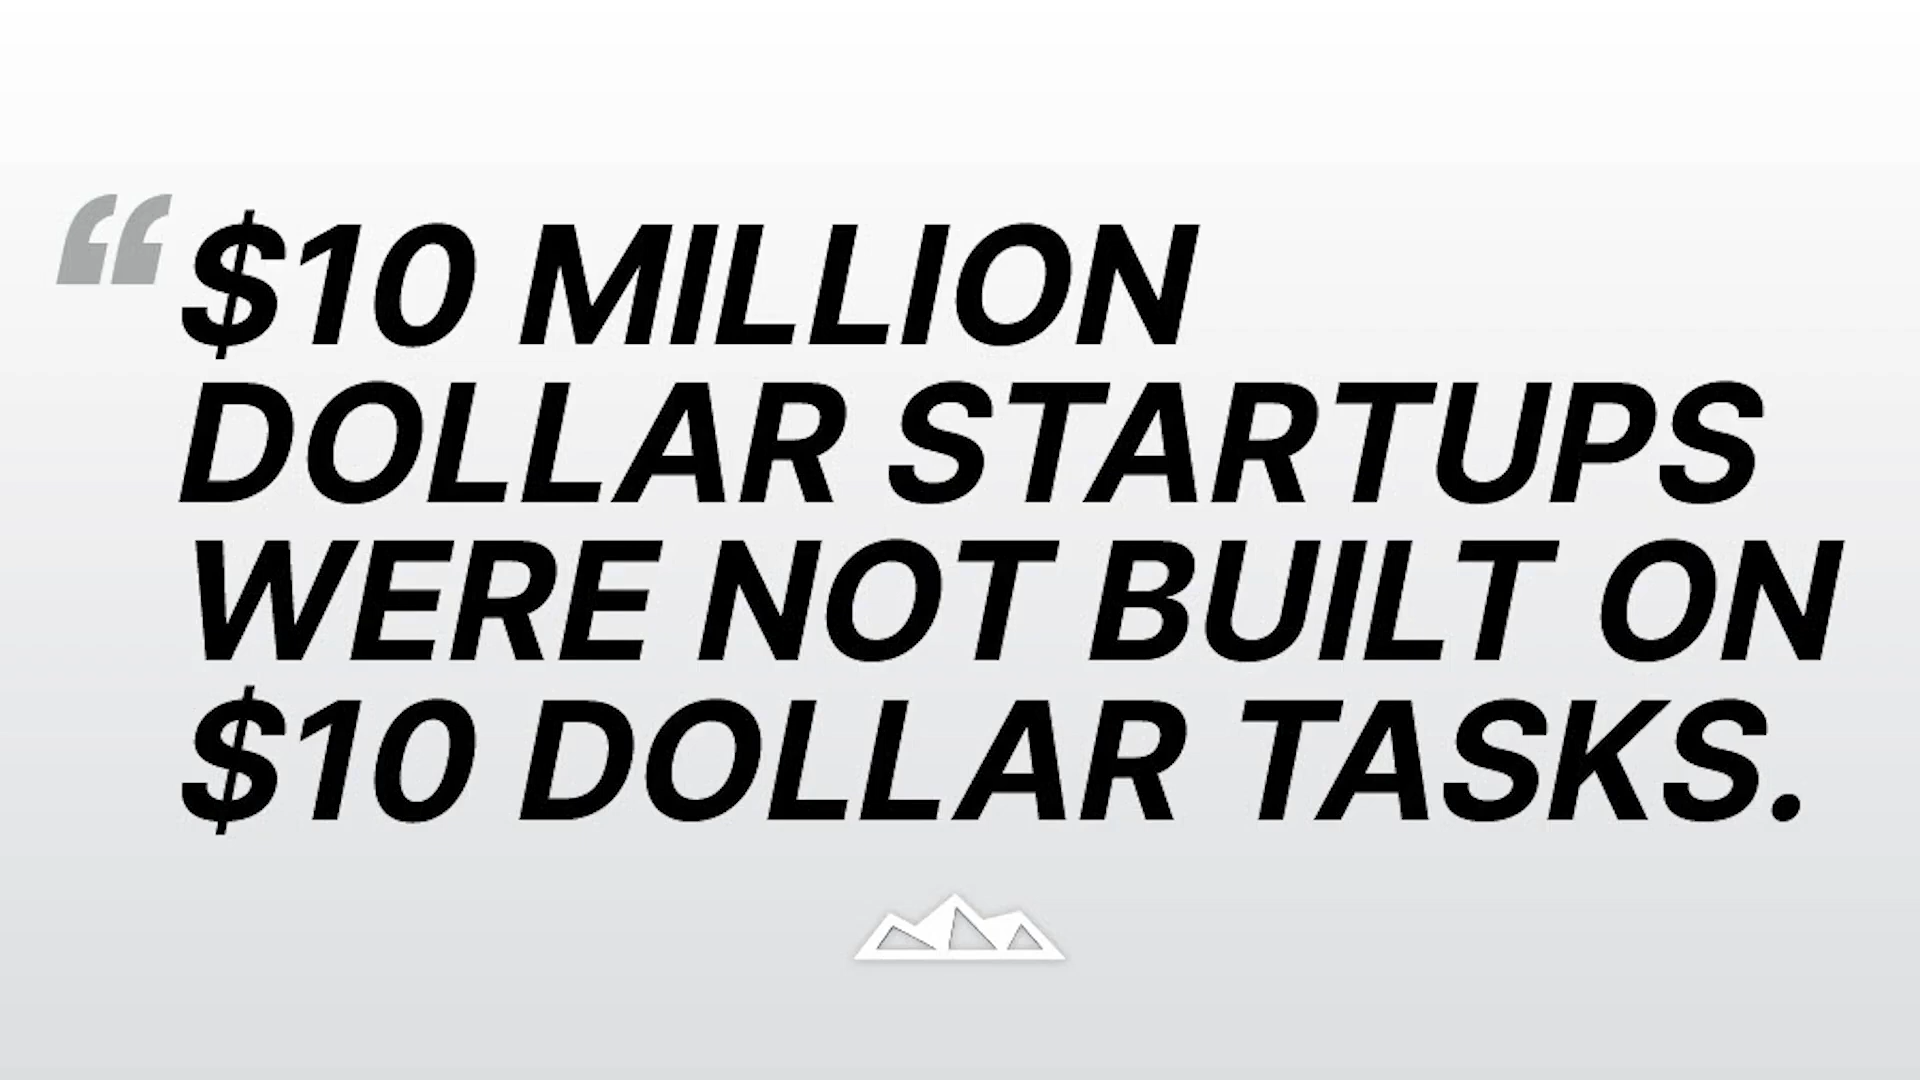 “$10 MILLION
DOLLAR STARTUPS
WERE NOT BUILT ON
$10 DOLLAR TASKS.